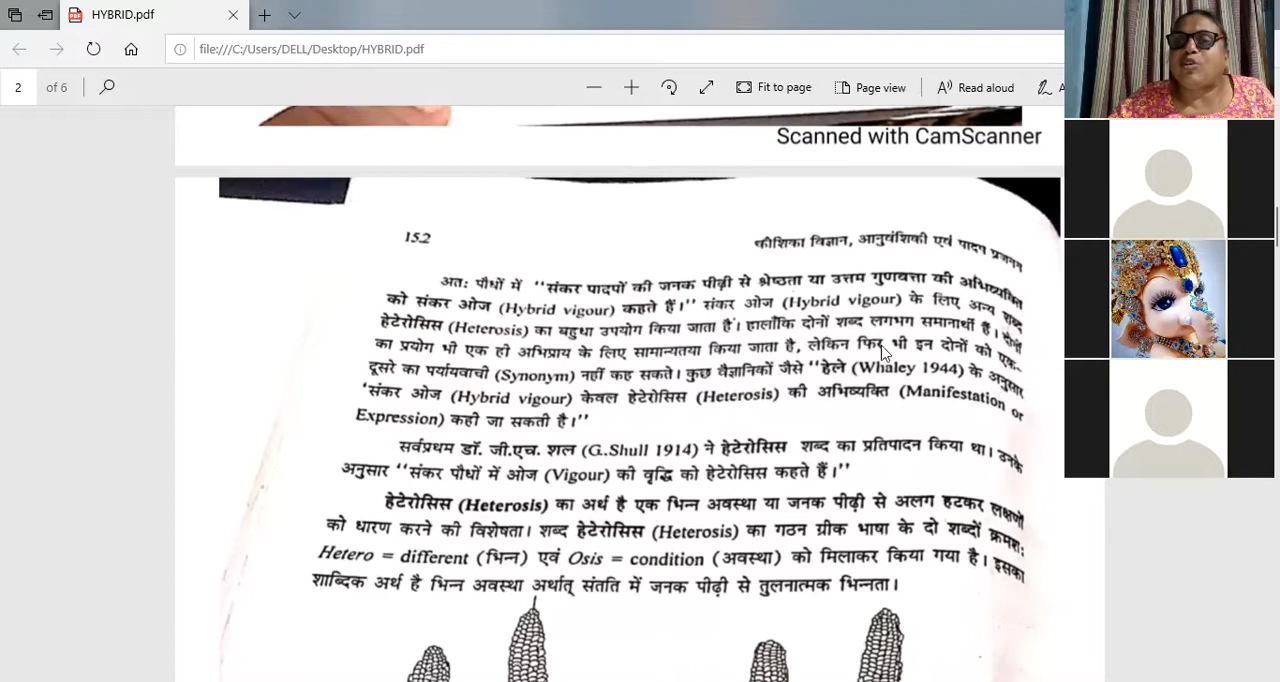 HYBRID.pdf
file:///C:/Users/DELL/Desktop/HYBRID.pdf
2 of 6
Fit to page
Page view
Read aloud
Scanned with CamScanner
15.2
कोशिका विज्ञान, आनुवंशिकी एवं पादप प्रजनन
अतः पौधों में "संकर पादपों की जनक पीढ़ी से श्रेष्ठता या उत्तम गुणवत्ता की अभिव्यक्ति
को संकर ओज (Hybrid vigour) कहते हैं।" संकर ओज (Hybrid vigour) के लिए अन्य शब्द
हेटेरोसिस (Heterosis) का बहुधा उपयोग किया जाता है। हालाँकि दोनों शब्द लगभग समानार्थी हैं। दोनों
का प्रयोग भी एक ही अभिप्राय के लिए सामान्यतया किया जाता है, लेकिन फिर भी इन दोनों को एक-
दूसरे का पर्यायवाची (Synonym) नहीं कह सकते। कुछ वैज्ञानिकों जैसे "हेले (Whaley 1944) के अनुसार
'संकर ओज (Hybrid vigour) केवल हेटेरोसिस (Heterosis) की अभिव्यक्ति (Manifestation or
Expression) कही जा सकती है।"
सर्वप्रथम डॉ. जी.एच. शल (G..Shull 1914) ने हेटेरोसिस शब्द का प्रतिपादन किया था। उनके
अनुसार "संकर पौधों में ओज (Vigour) की वृद्धि को हेटेरोसिस कहते हैं।"
हेटेरोसिस (Heterosis) का अर्थ है एक भिन्न अवस्था या जनक पीढ़ी से अलग हटकर लक्षणों
को धारण करने की विशेषता। शब्द हेटेरोसिस (Heterosis) का गठन ग्रीक भाषा के दो शब्दों क्रमशः
Hetero = different (भिन्न) एवं Osis = condition (अवस्था) को मिलाकर किया गया है। इसका
शाब्दिक अर्थ है भिन्न अवस्था अर्थात् संतति में जनक पीढ़ी से तुलनात्मक भिन्नता।